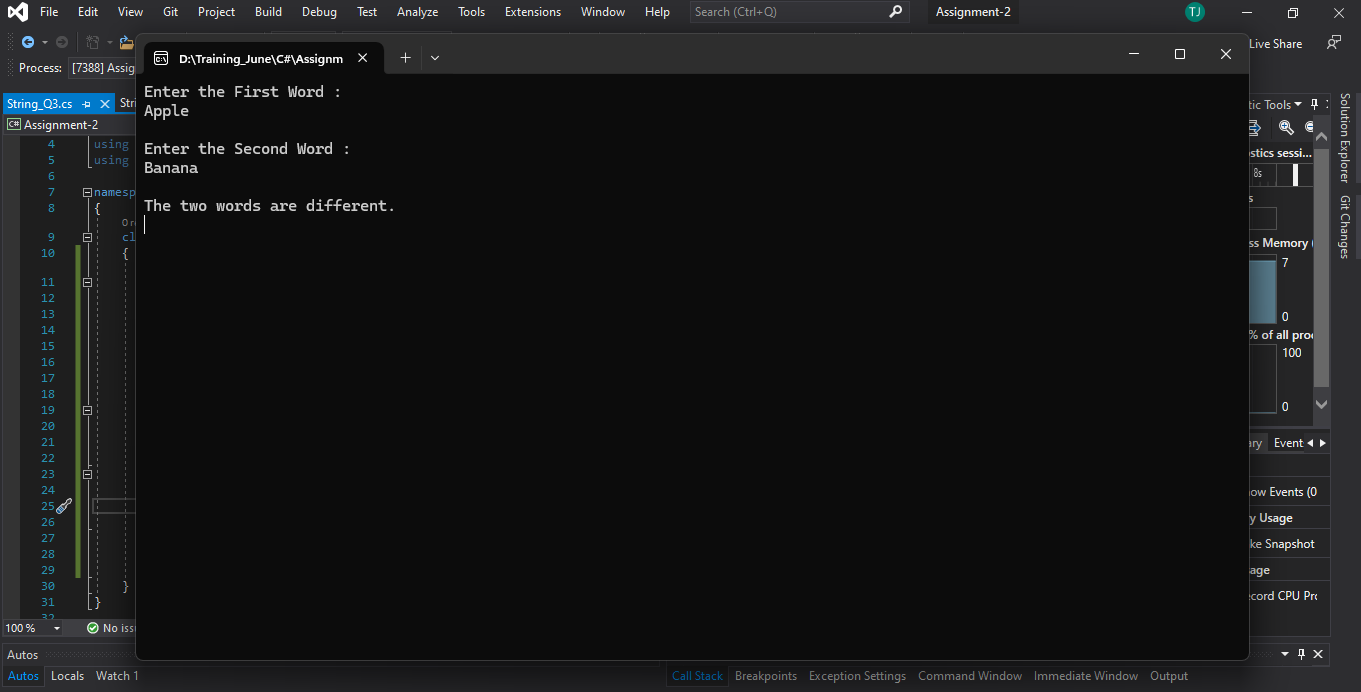 File Edit View Git Project Build Debug Test Analyze Tools Extensions Window Help Search (Ctrl+Q) Assignment-2 TJ
Live Share
Process: [7388] Assig
D:\Training_June\C#\Assignm
String_Q3.cs Stri
Assignment-2
Enter the First Word :
Apple
Enter the Second Word :
Banana
The two words are different.
4 using
5 using
6
7 namesp
8 {
9 cl
10 {
11
12
13
14
15
16
17
18
19
20
21
22
23
24
25
26
27
28
29
30 }
31 }
32
100 % No iss
tic Tools
stics sessi...
8s
ss Memory (
7
0
% of all proc
100
0
ary Event
ow Events (0
y Usage
ke Snapshot
age
ecord CPU Pro
Solution Explorer
Git Changes
Autos
Autos Locals Watch 1
Call Stack Breakpoints Exception Settings Command Window Immediate Window Output